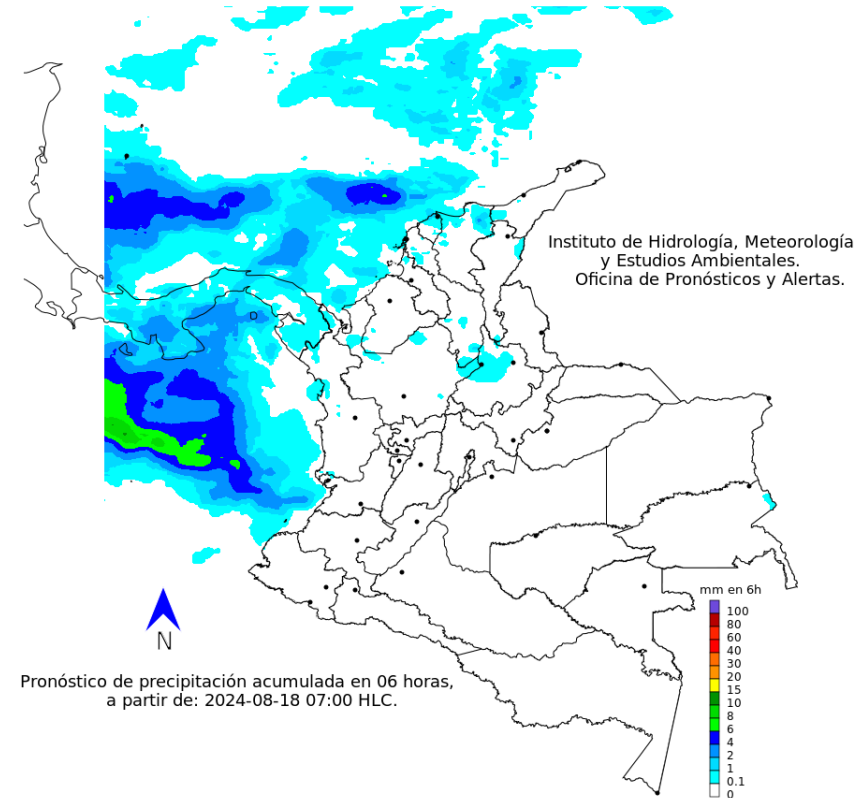 Instituto de Hidrología, Meteorología
y Estudios Ambientales.
Oficina de Pronósticos y Alertas.
mm en 6h
100
80
60
40
30
20
15
10
8
6
4
2
1
0.1
0
N
Pronóstico de precipitación acumulada en 06 horas,
a partir de: 2024-08-18 07:00 HLC.